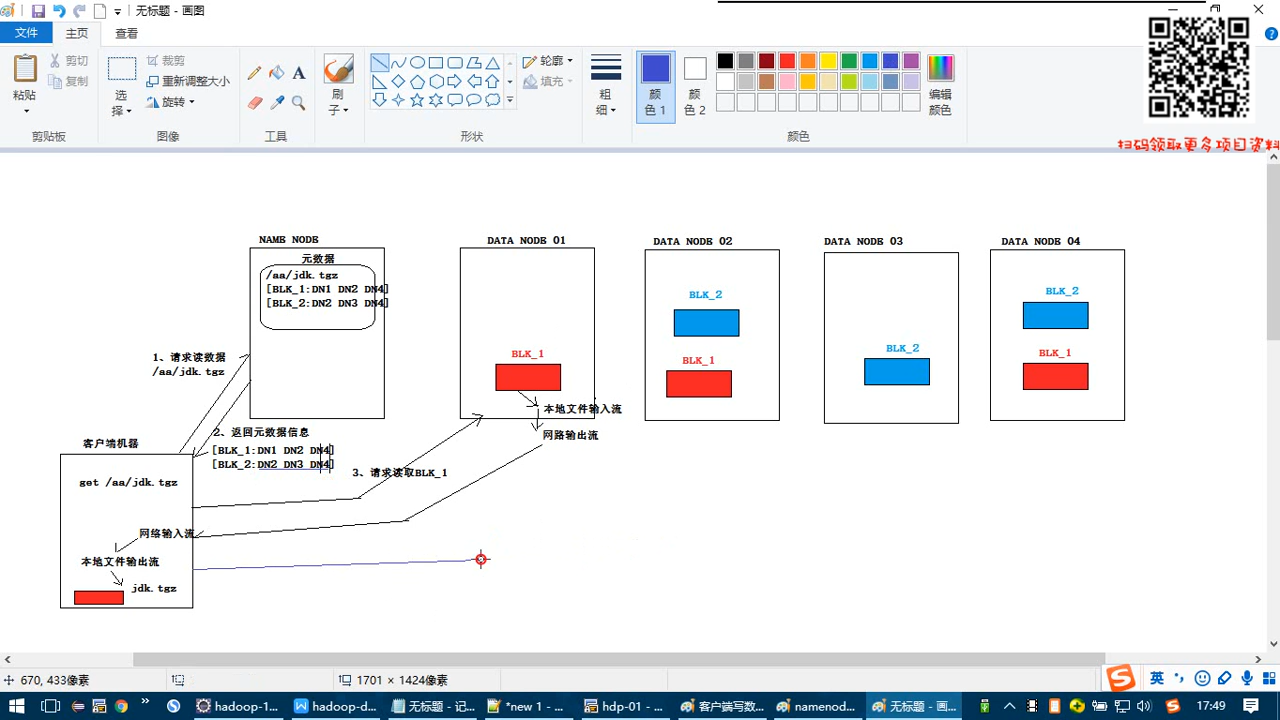 无标题 - 画图
文件
主页
查看
粘贴
剪切
复制
剪贴板
选择
裁剪
重新调整大小
旋转
图像
A
工具
刷子
形状
轮廓
填充
粗细
颜色 1
颜色 2
颜色
编辑颜色
扫码领取更多项目资料
NAME NODE
元数据
/aa/jdk.tgz
[BLK_1:DN1 DN2 DN4]
[BLK_2:DN2 DN3 DN4]
DATA NODE 01
BLK_1
本地文件输入流
网路输出流
DATA NODE 02
BLK_2
BLK_1
DATA NODE 03
BLK_2
DATA NODE 04
BLK_2
BLK_1
1、请求读数据
/aa/jdk.tgz
2、返回元数据信息
[BLK_1:DN1 DN2 DN4]
[BLK_2:DN2 DN3 DN4]
3、请求读取BLK_1
客户端机器
get /aa/jdk.tgz
网络输入流
本地文件输出流
jdk.tgz
670, 433像素
1701 × 1424像素
英
hadoop-1...
hadoop-d...
无标题 - 记...
*new 1 - ...
hdp-01 - ...
客户端写数...
namenod...
无标题 - 画...
17:49